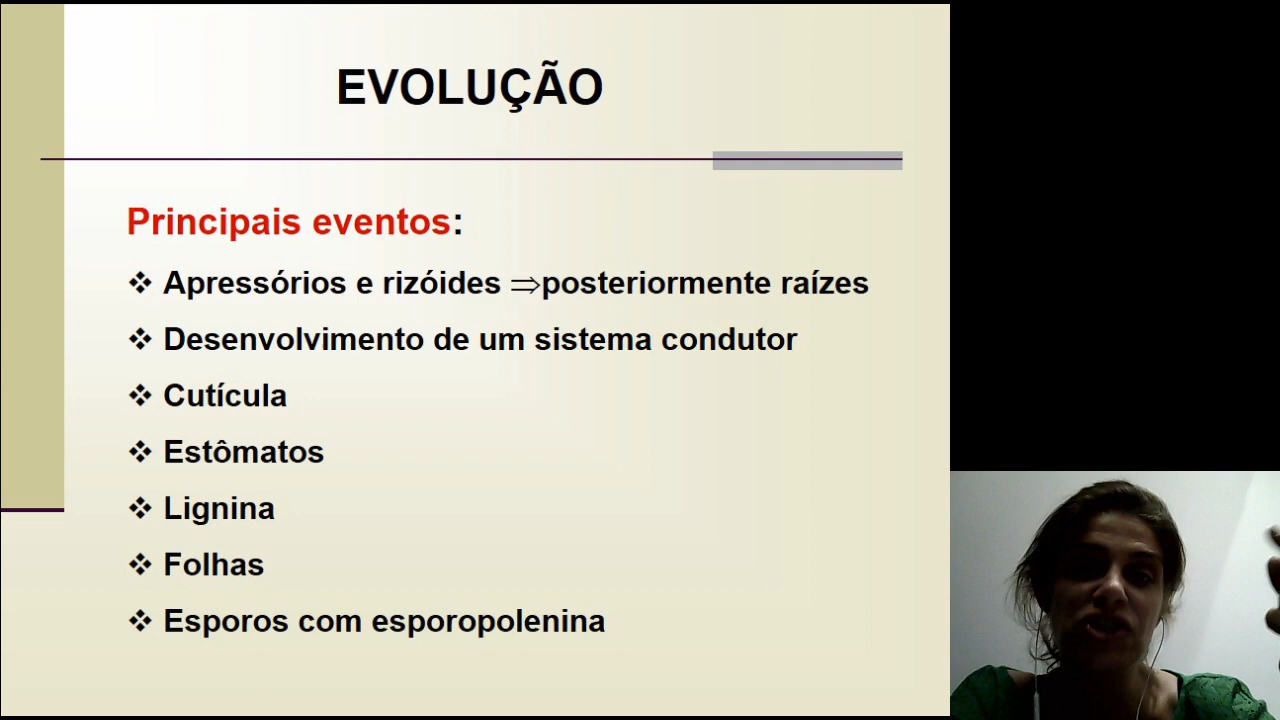 EVOLUÇÃO
Principais eventos:
❖ Apressórios e rizóides ⇒posteriormente raízes
❖ Desenvolvimento de um sistema condutor
❖ Cutícula
❖ Estômatos
❖ Lignina
❖ Folhas
❖ Esporos com esporopolenina